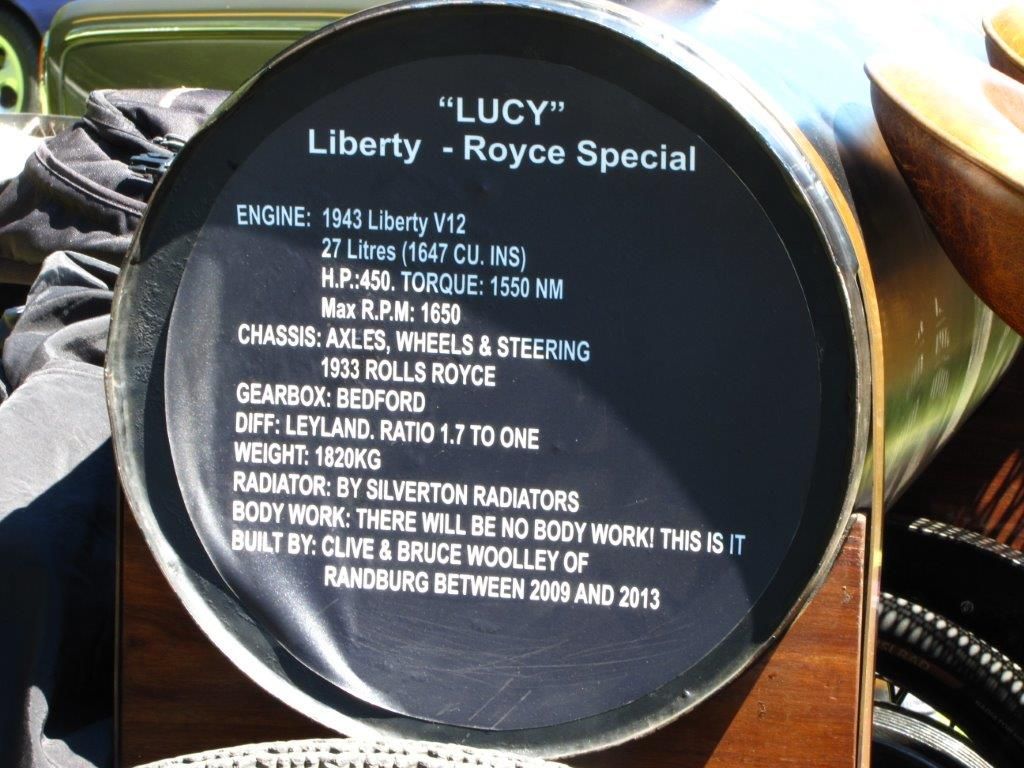 "LUCY"
Liberty - Royce Special
ENGINE: 1943 Liberty V12
27 Litres (1647 CU. INS)
H.P.:450. TORQUE: 1550 NM
Max R.P.M: 1650
CHASSIS: AXLES, WHEELS & STEERING
1933 ROLLS ROYCE
GEARBOX: BEDFORD
DIFF: LEYLAND. RATIO 1.7 TO ONE
WEIGHT: 1820KG
RADIATOR: BY SILVERTON RADIATORS
BODY WORK: THERE WILL BE NO BODY WORK! THIS IS IT
BUILT BY: CLIVE & BRUCE WOOLLEY OF
RANDBURG BETWEEN 2009 AND 2013